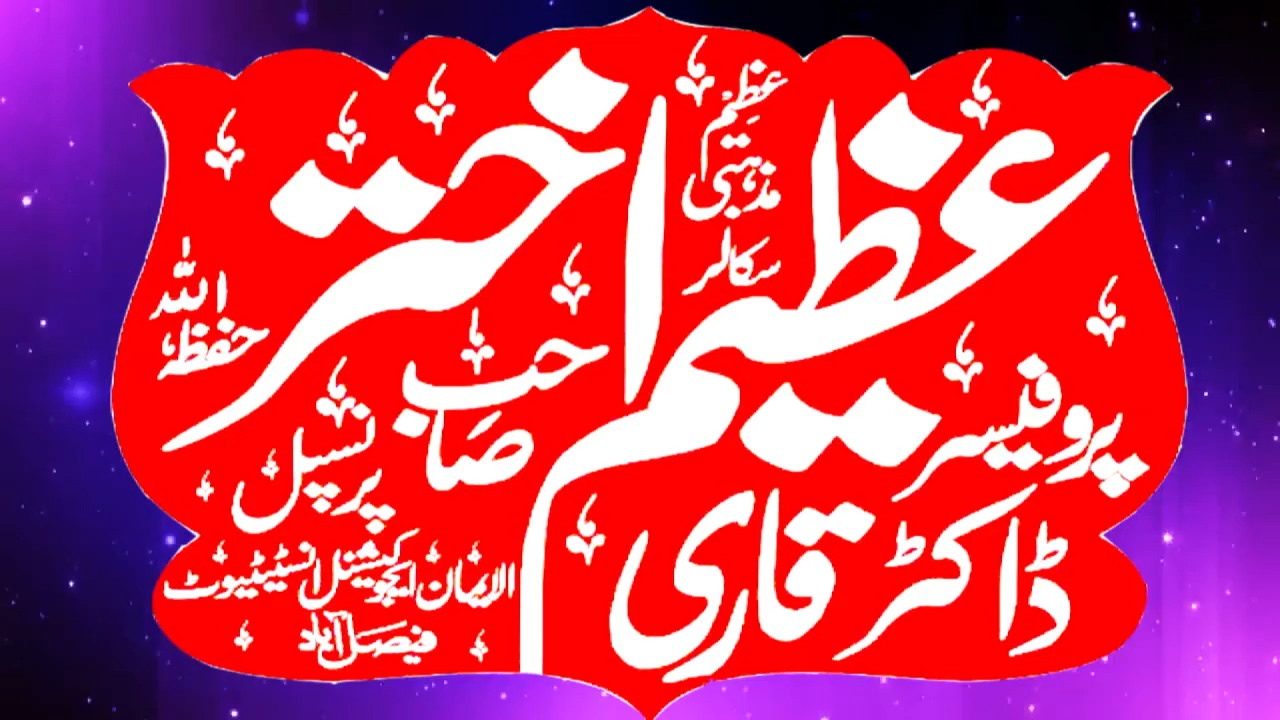 عظیم مذہبی سکالر
پروفیسر
ڈاکٹر قاری
عظیم اختر
صاحب
حفظہ اللہ
پرنسپل
الایمان ایجوکیشنل انسٹیٹیوٹ
فیصل آباد